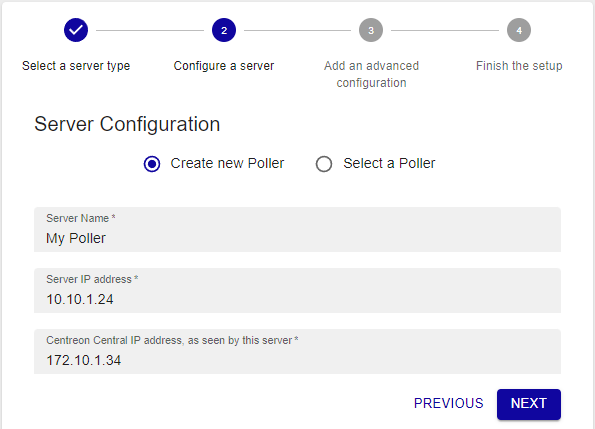 2
3
4
Select a server type
Configure a server
Add an advanced
configuration
Finish the setup
Server Configuration
Create new Poller
Select a Poller
Server Name *
My Poller
Server IP address *
10.10.1.24
Centreon Central IP address, as seen by this server *
172.10.1.34
PREVIOUS
NEXT